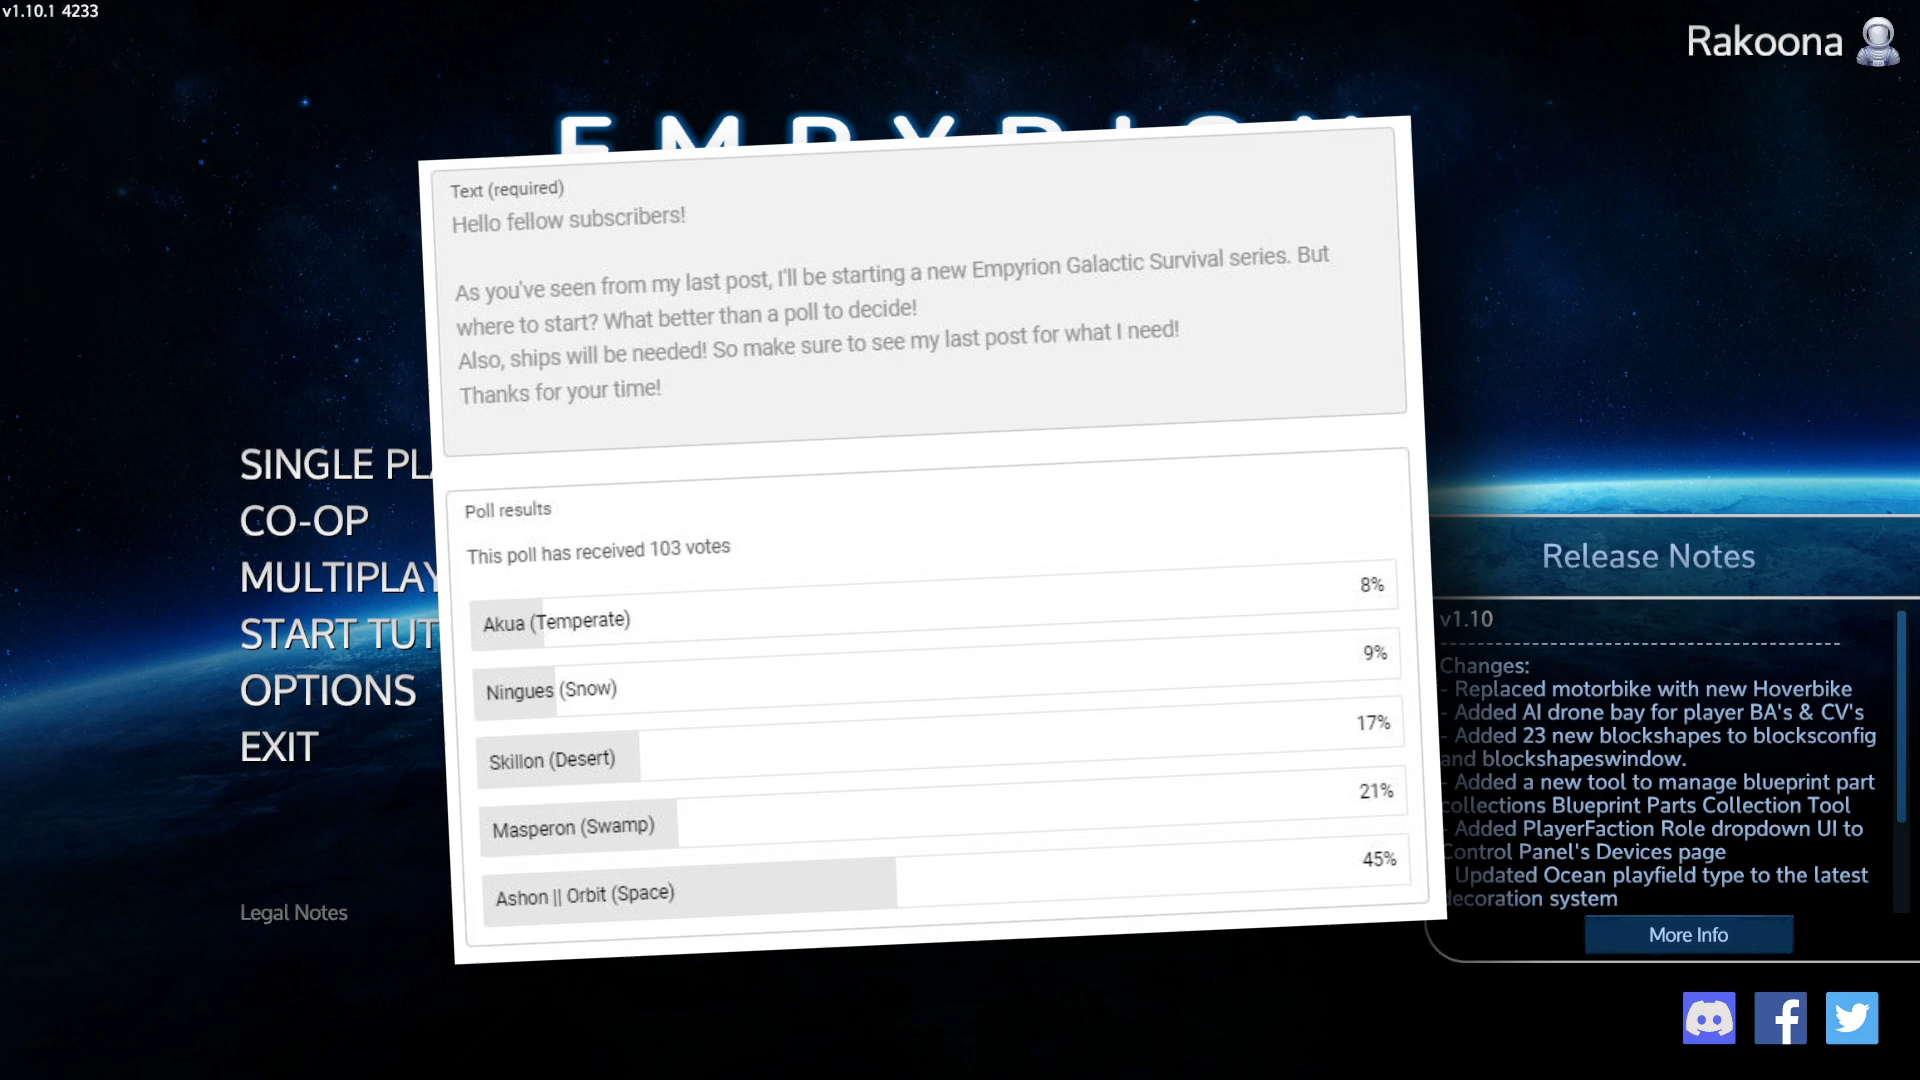 v1.10.1 4233
Rakoona
EMPYRION
Text (required)
Hello fellow subscribers!
As you've seen from my last post, I'll be starting a new Empyrion Galactic Survival series. But
where to start? What better than a poll to decide!
Also, ships will be needed! So make sure to see my last post for what I need!
Thanks for your time!
Poll results
This poll has received 103 votes
Akua (Temperate) 8%
Ningues (Snow) 9%
Skillon (Desert) 17%
Masperon (Swamp) 21%
Ashon || Orbit (Space) 45%
SINGLE PL
CO-OP
MULTIPLAY
START TUT
OPTIONS
EXIT
Legal Notes
Release Notes
v1.10
Changes:
- Replaced motorbike with new Hoverbike
- Added AI drone bay for player BA's & CV's
- Added 23 new blockshapes to blocksconfig
and blockshapeswindow.
- Added a new tool to manage blueprint part
collections Blueprint Parts Collection Tool
- Added PlayerFaction Role dropdown UI to
Control Panel's Devices page
Updated Ocean playfield type to the latest
decoration system
More Info